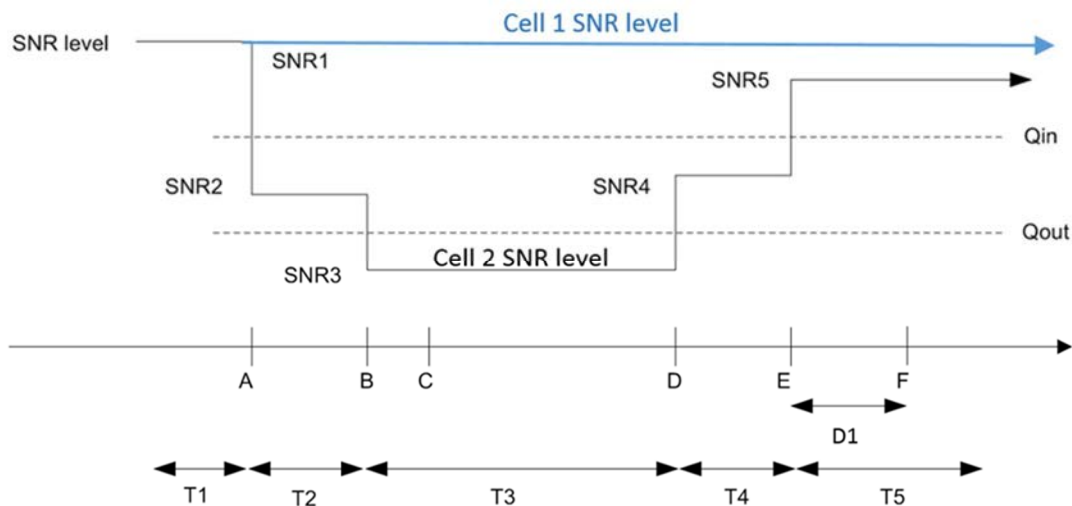 Cell 1 SNR level
SNR level
SNR1
SNR5
Qin
SNR2
SNR4
Qout
Cell 2 SNR level
SNR3
A B C D E F
D1
T1 T2 T3 T4 T5